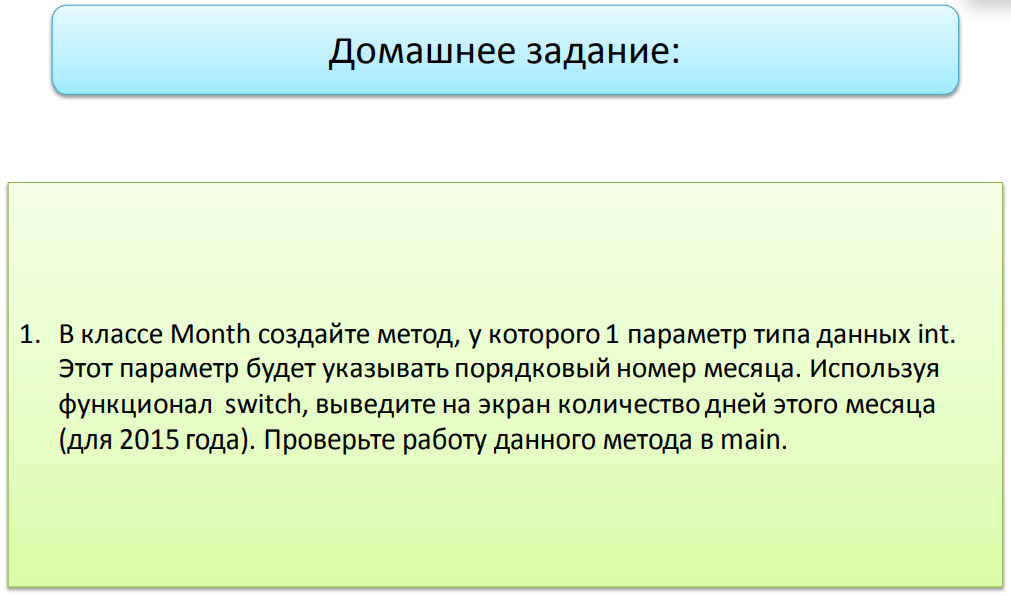 Домашнее задание:
1. В классе Month создайте метод, у которого 1 параметр типа данных int.
Этот параметр будет указывать порядковый номер месяца. Используя
функционал switch, выведите на экран количество дней этого месяца
(для 2015 года). Проверьте работу данного метода в main.